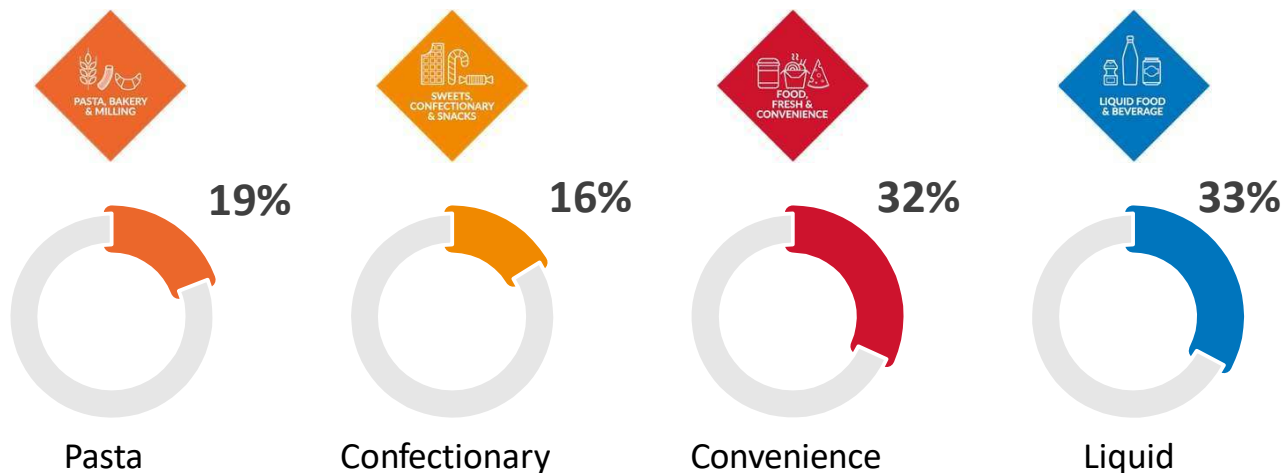 PASTA, BAKERY
& MILLING
SWEETS,
CONFECTIONARY
& SNACKS
FOOD,
FRESH &
CONVENIENCE
LIQUID FOOD
& BEVERAGE
19%
16%
32%
33%
Pasta
Confectionary
Convenience
Liquid